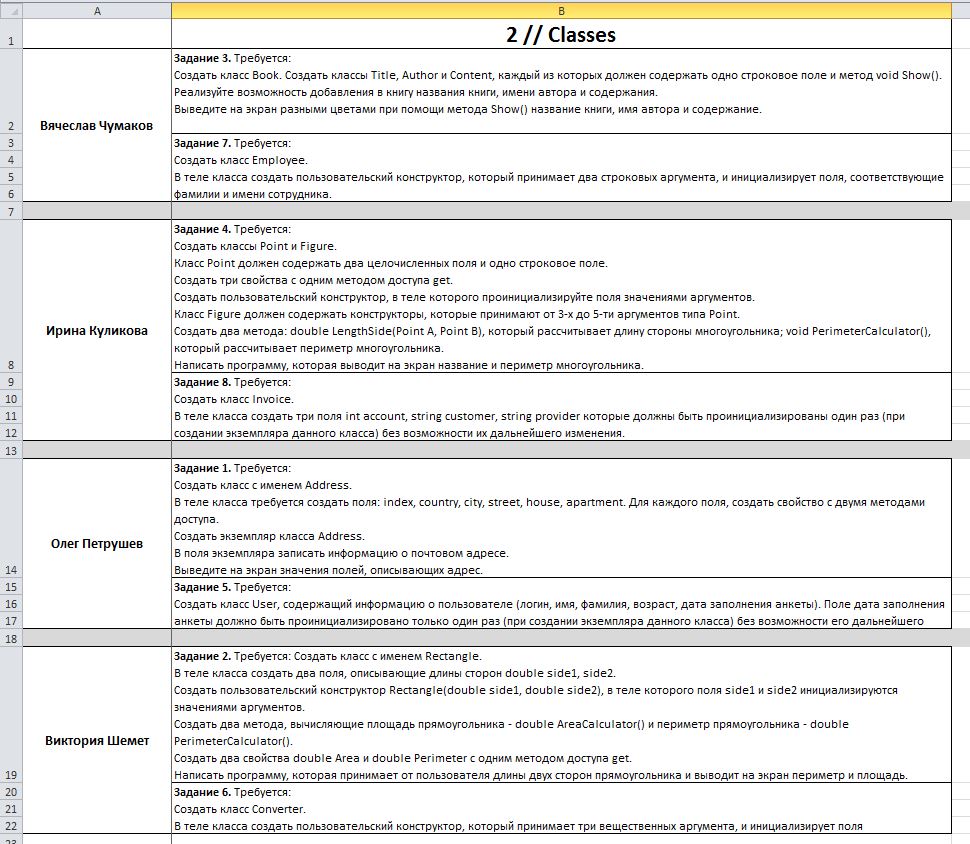 A B
1 2 // Classes
Задание 3. Требуется:
Создать класс Book. Создать классы Title, Author и Content, каждый из которых должен содержать одно строковое поле и метод void Show().
Реализуйте возможность добавления в книгу названия книги, имени автора и содержания.
Выведите на экран разными цветами при помощи метода Show() название книги, имя автора и содержание.
2 Вячеслав Чумаков
3 Задание 7. Требуется:
4 Создать класс Employee.
5 В теле класса создать пользовательский конструктор, который принимает два строковых аргумента, и инициализирует поля, соответствующие
6 фамилии и имени сотрудника.
7
Задание 4. Требуется:
Создать классы Point и Figure.
Класс Point должен содержать два целочисленных поля и одно строковое поле.
Создать три свойства с одним методом доступа get.
Создать пользовательский конструктор, в теле которого проинициализируйте поля значениями аргументов.
Класс Figure должен содержать конструкторы, которые принимают от 3-х до 5-ти аргументов типа Point.
Ирина Куликова
Создать два метода: double LengthSide(Point A, Point B), который рассчитывает длину стороны многоугольника; void PerimeterCalculator(),
который рассчитывает периметр многоугольника.
8 Написать программу, которая выводит на экран название и периметр многоугольника.
9 Задание 8. Требуется:
10 Создать класс Invoice.
11 В теле класса создать три поля int account, string customer, string provider которые должны быть проинициализированы один раз (при
12 создании экземпляра данного класса) без возможности их дальнейшего изменения.
13
Задание 1. Требуется:
Создать класс с именем Address.
В теле класса требуется создать поля: index, country, city, street, house, apartment. Для каждого поля, создать свойство с двумя методами
доступа.
Создать экземпляр класса Address.
Олег Петрушев
В поля экземпляра записать информацию о почтовом адресе.
14 Выведите на экран значения полей, описывающих адрес.
15 Задание 5. Требуется:
16 Создать класс User, содержащий информацию о пользователе (логин, имя, фамилия, возраст, дата заполнения анкеты). Поле дата заполнения
17 анкеты должно быть проинициализировано только один раз (при создании экземпляра данного класса) без возможности его дальнейшего
18
Задание 2. Требуется: Создать класс с именем Rectangle.
В теле класса создать два поля, описывающие длины сторон double side1, side2.
Создать пользовательский конструктор Rectangle(double side1, double side2), в теле которого поля side1 и side2 инициализируются
значениями аргументов.
Создать два метода, вычисляющие площадь прямоугольника - double AreaCalculator() и периметр прямоугольника - double
Виктория Шемет
PerimeterCalculator().
Создать два свойства double Area и double Perimeter с одним методом доступа get.
19 Написать программу, которая принимает от пользователя длины двух сторон прямоугольника и выводит на экран периметр и площадь.
20 Задание 6. Требуется:
21 Создать класс Converter.
22 В теле класса создать пользовательский конструктор, который принимает три вещественных аргумента, и инициализирует поля